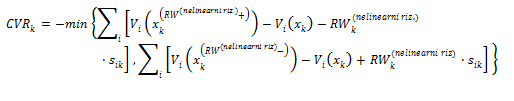 CVR_k = −min {∑_i [V_i (x_k^(RW^(nelinearni riz.)+)) − V_i(x_k) − RW_k^(nelinearni riz.)
· s_ik] , ∑_i [V_i (x_k^(RW^(nelinearni riz)−)) − V_i(x_k) + RW_k^(nelinearni riz) · s_ik]}